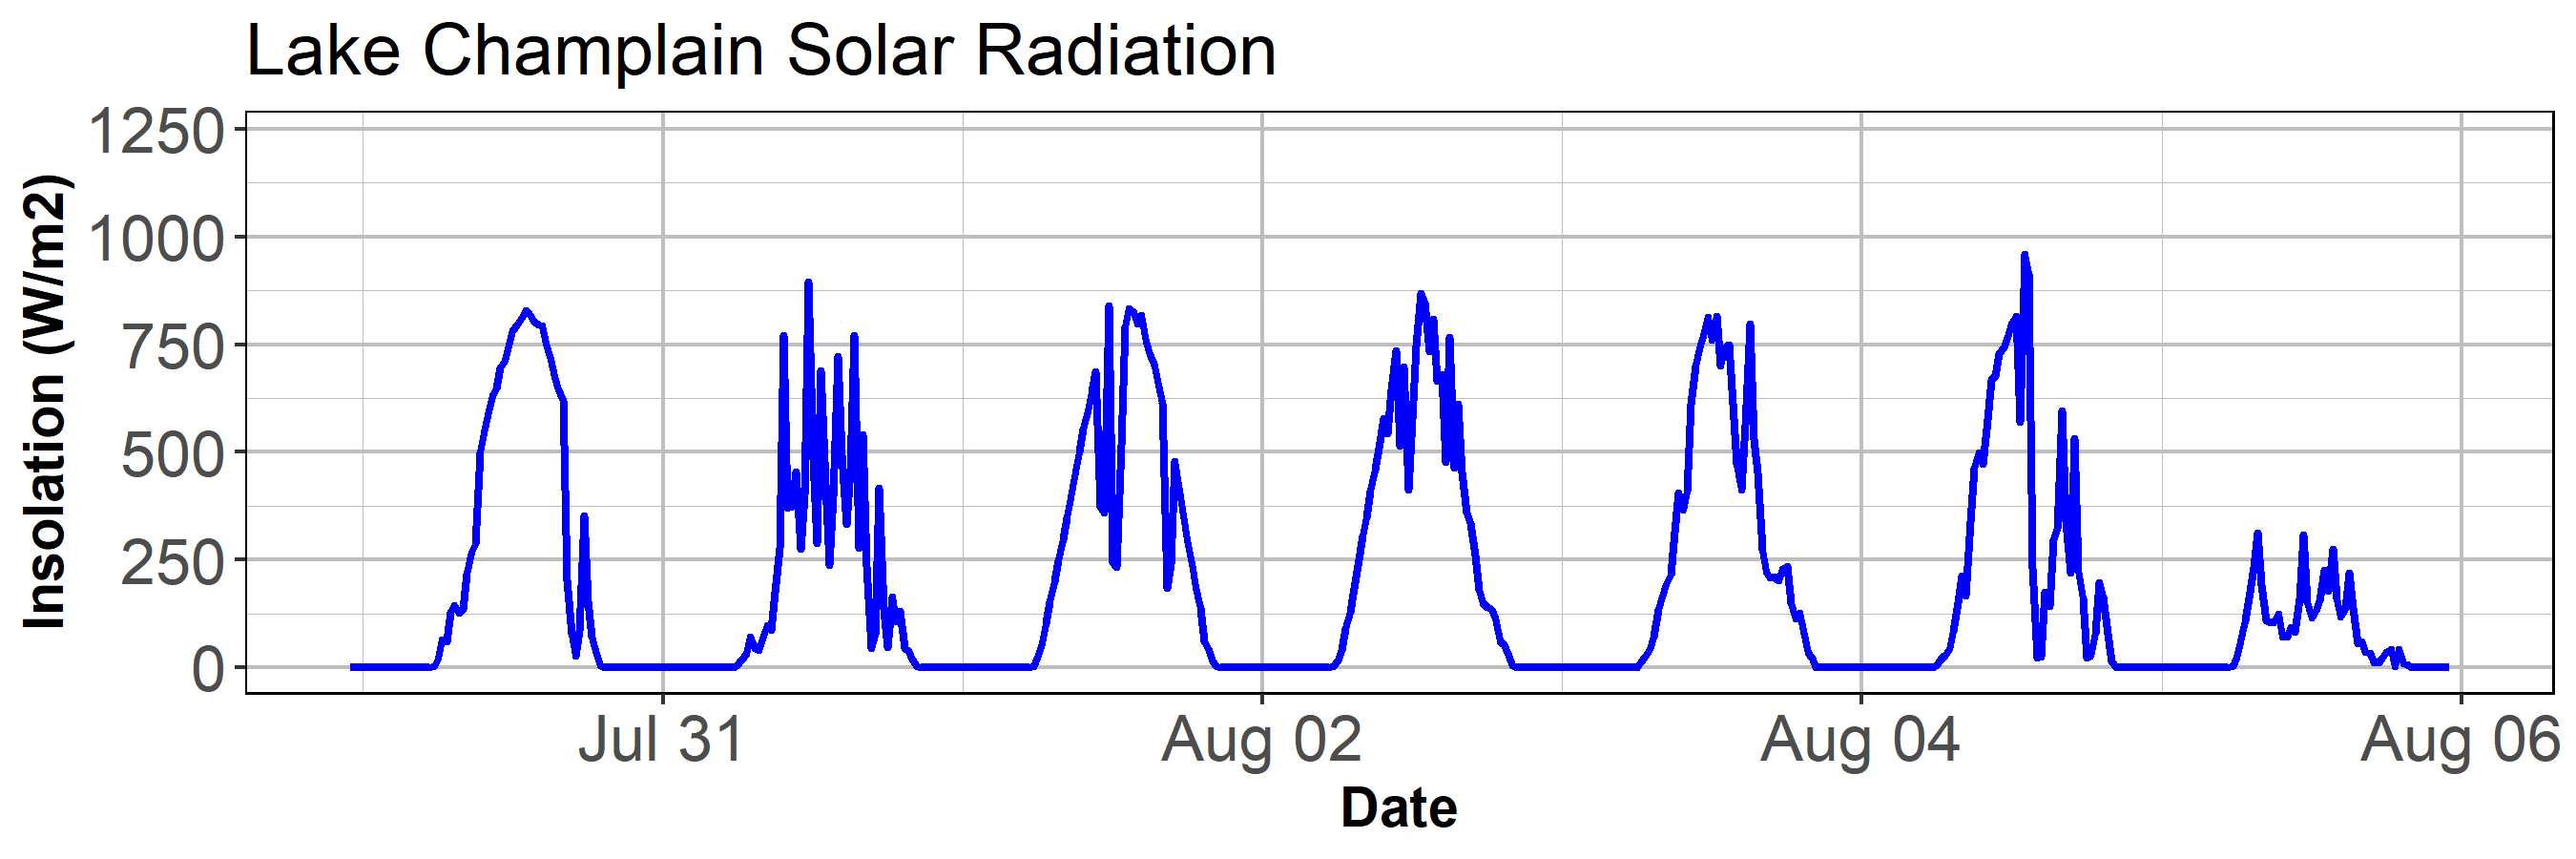 Lake Champlain Solar Radiation
Insolation (W/m2)
1250
1000
750
500
250
0
Jul 31 Aug 02 Aug 04 Aug 06
Date